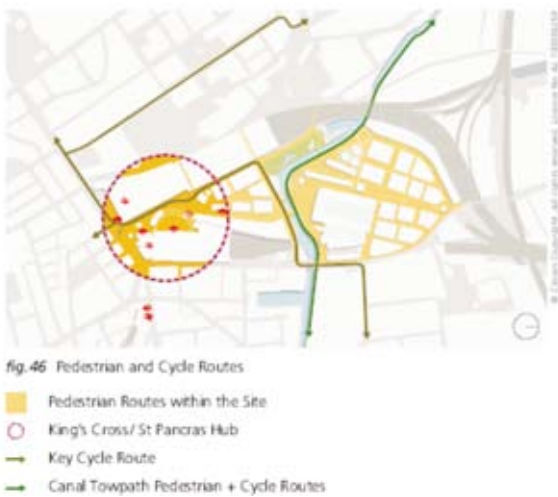 fig.46 Pedestrian and Cycle Routes
Pedestrian Routes within the Site
King's Cross/ St Pancras Hub
Key Cycle Route
Canal Towpath Pedestrian + Cycle Routes